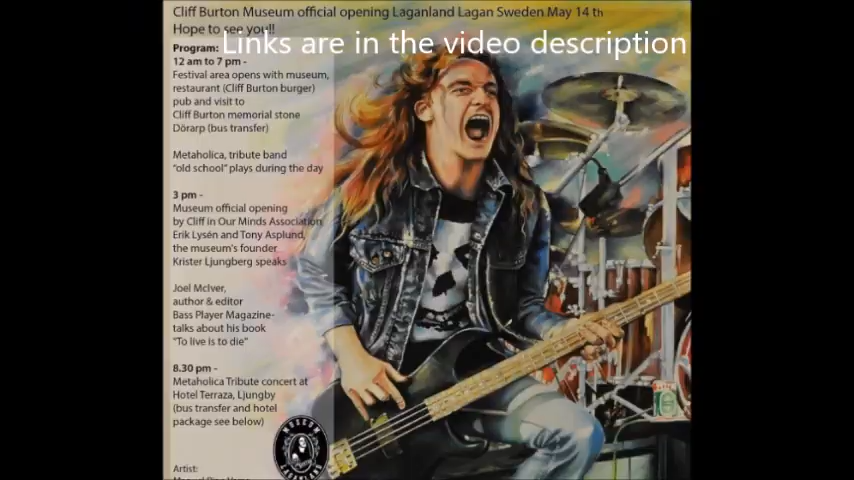 Cliff Burton Museum official opening Laganland Lagan Sweden May 14 th
Hope to see you!!
Links are in the video description
Program:
12 am to 7 pm -
Festival area opens with museum,
restaurant (Cliff Burton burger)
pub and visit to
Cliff Burton memorial stone
Dörarp (bus transfer)
Metaholica, tribute band
"old school" plays during the day
3 pm -
Museum official opening
by Cliff in Our Minds Association
Erik Lysén and Tony Asplund,
the museum's founder
Krister Ljungberg speaks
Joel McIver,
author & editor
Bass Player Magazine-
talks about his book
"To live is to die"
8.30 pm -
Metaholica Tribute concert at
Hotel Terraza, Ljungby
(bus transfer and hotel
package see below)
MUSEUM
LAGANLAND
Artist: